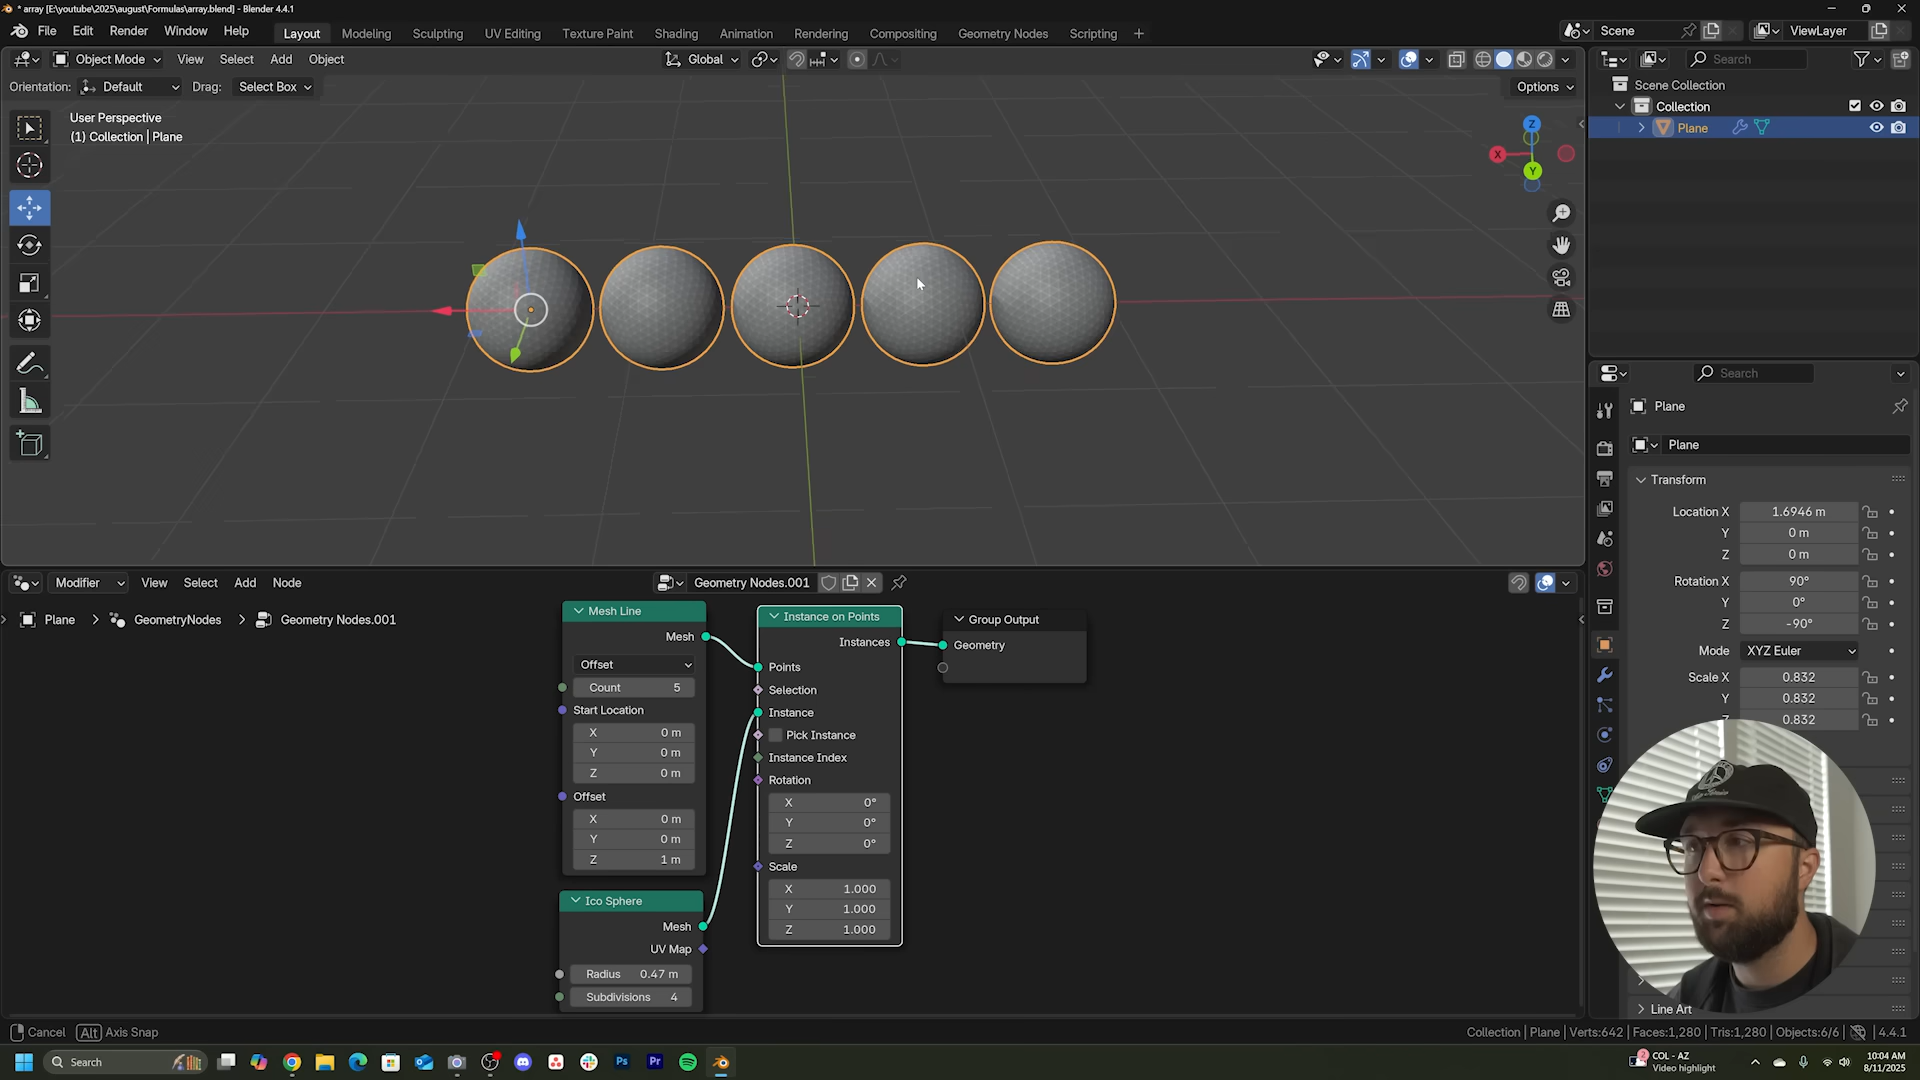 * array [E:\youtube\2025\august\Formulas\array.blend] - Blender 4.4.1
File Edit Render Window Help Layout Modeling Sculpting UV Editing Texture Paint Shading Animation Rendering Compositing Geometry Nodes Scripting + Scene ViewLayer
Object Mode View Select Add Object Global Search
Orientation: Default Drag: Select Box Options
User Perspective
(1) Collection | Plane
Z
X
Y
Scene Collection
Collection
Plane
Search
Plane
Plane
Transform
Location X 1.6946 m
Y 0 m
Z 0 m
Rotation X 90°
Y 0°
Z -90°
Mode XYZ Euler
Scale X 0.832
Y 0.832
Z 0.832
Line Art
Modifier View Select Add Node Geometry Nodes.001
Plane > GeometryNodes > Geometry Nodes.001
Mesh Line
Mesh
Offset
Count 5
Start Location
X 0 m
Y 0 m
Z 0 m
Offset
X 0 m
Y 0 m
Z 1 m
Ico Sphere
Mesh
UV Map
Radius 0.47 m
Subdivisions 4
Instance on Points
Instances
Points
Selection
Instance
Pick Instance
Instance Index
Rotation
X 0°
Y 0°
Z 0°
Scale
X 1.000
Y 1.000
Z 1.000
Group Output
Geometry
Cancel Alt Axis Snap Collection | Plane | Verts:642 | Faces:1,280 | Tris:1,280 | Objects:6/6 | 4.4.1
Search
Ps
Pr
2
COL - AZ
Video highlight
10:04 AM
8/11/2025